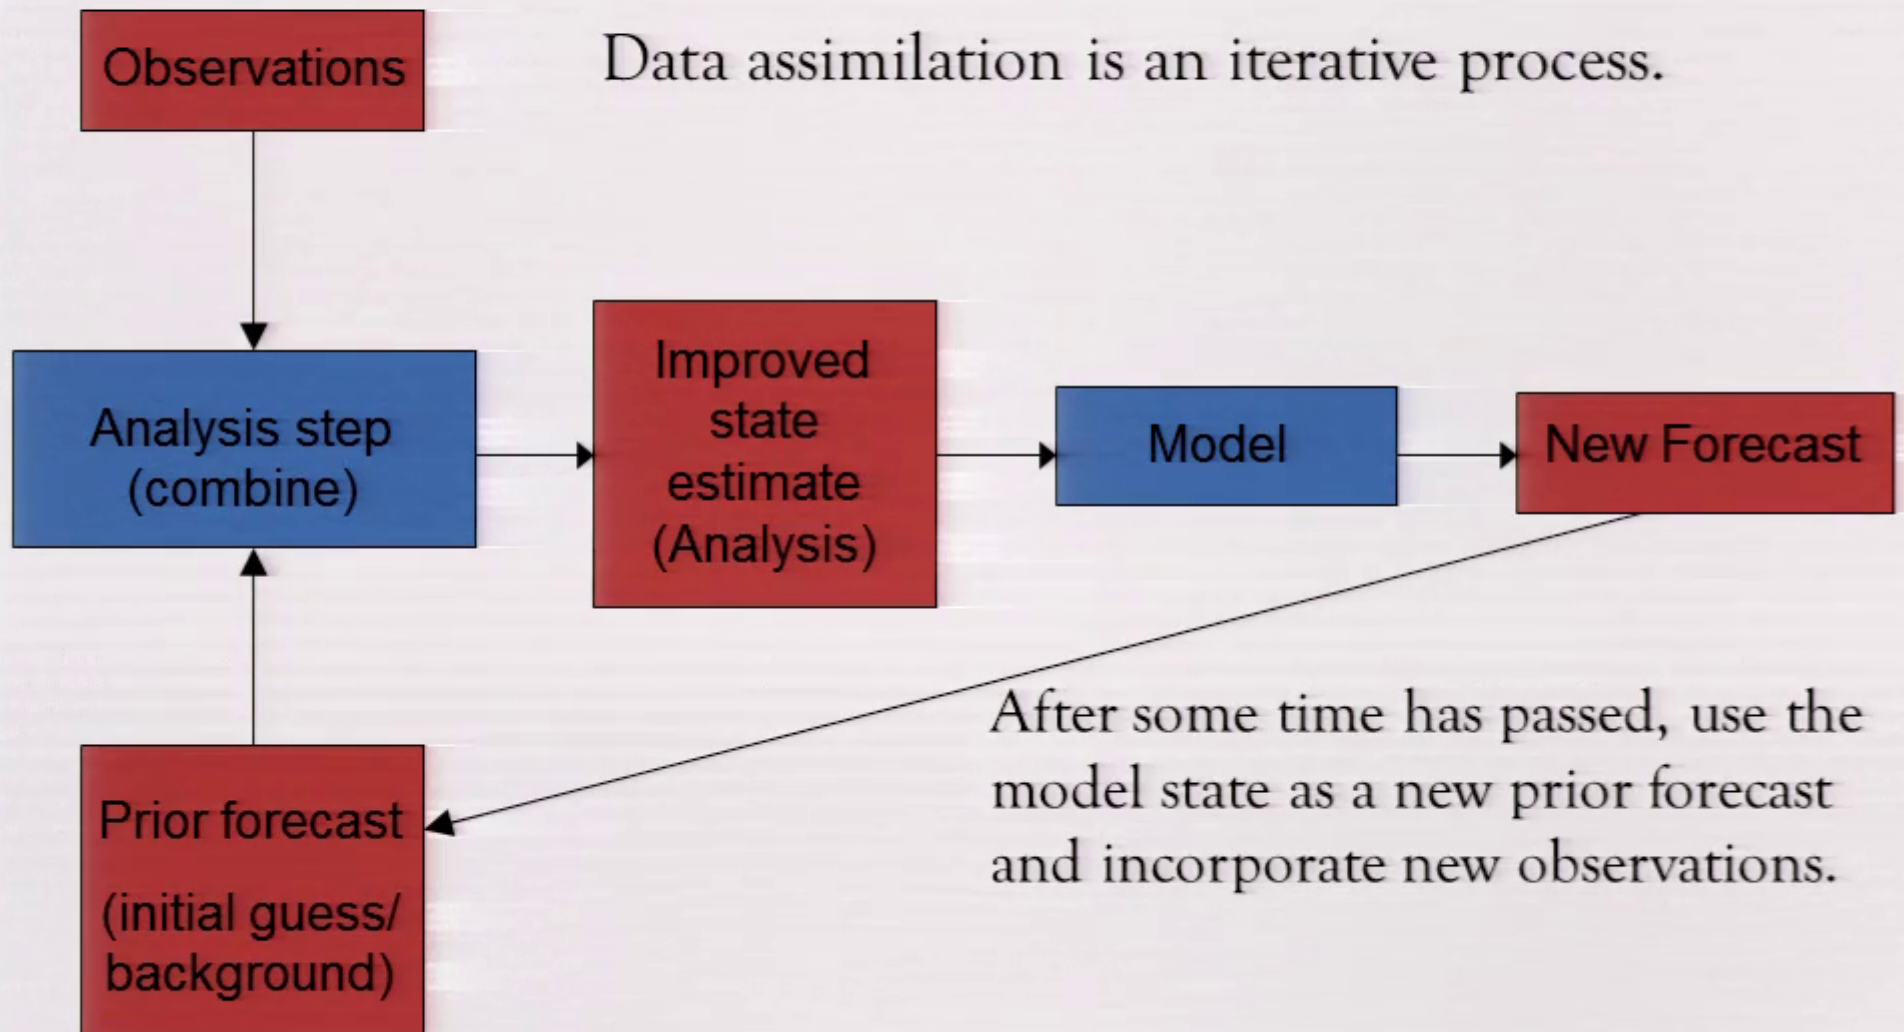 Observations
Data assimilation is an iterative process.
Analysis step
(combine)
Improved
state
estimate
(Analysis)
Model
New Forecast
After some time has passed, use the
model state as a new prior forecast
and incorporate new observations.
Prior forecast
(initial guess/
background)